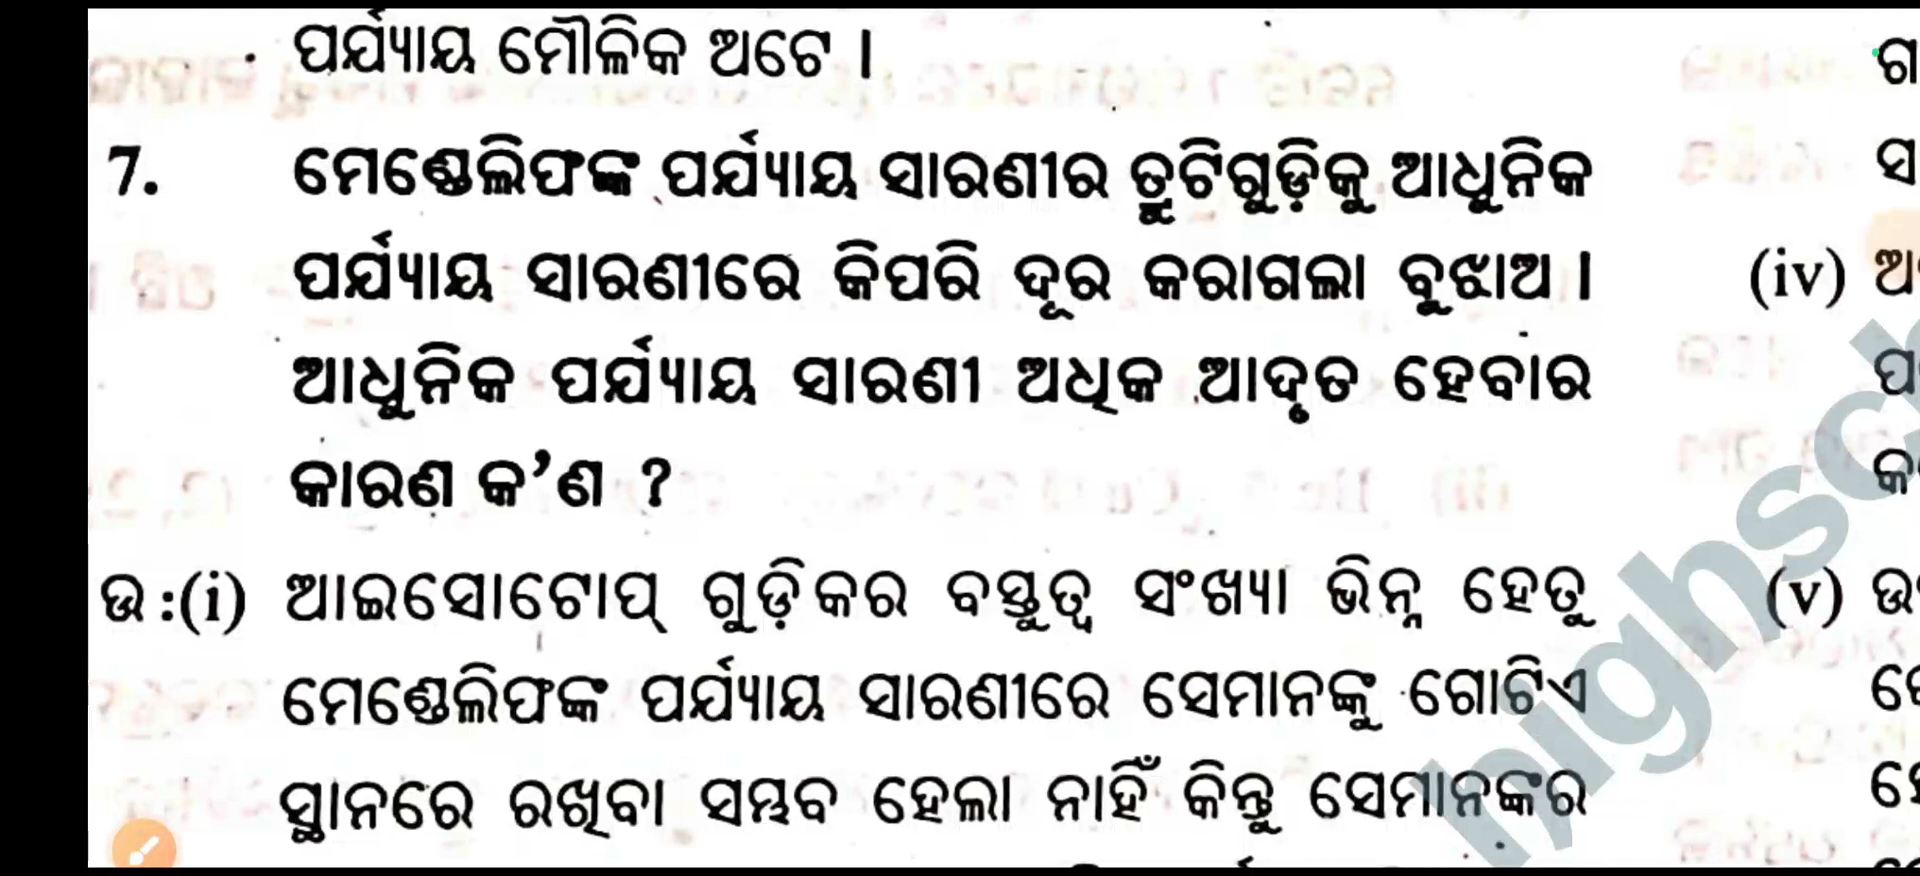 ପର୍ଯ୍ୟାୟ ମୌଳିକ ଅଟେ ।
7. ମେଣ୍ଡେଲିଫଙ୍କ ପର୍ଯ୍ୟାୟ ସାରଣୀର ତ୍ରୁଟିଗୁଡ଼ିକୁ ଆଧୁନିକ
ପର୍ଯ୍ୟାୟ ସାରଣୀରେ କିପରି ଦୂର କରାଗଲା ବୁଝାଅ ।
ଆଧୁନିକ ପର୍ଯ୍ୟାୟ ସାରଣୀ ଅଧିକ ଆଦୃତ ହେବାର
କାରଣ କ'ଣ ?
ଉ :(i) ଆଇସୋଟୋପ୍ ଗୁଡ଼ିକର ବସ୍ତୁତ୍ୱ ସଂଖ୍ୟା ଭିନ୍ନ ହେତୁ
ମେଣ୍ଡେଲିଫଙ୍କ ପର୍ଯ୍ୟାୟ ସାରଣୀରେ ସେମାନଙ୍କୁ ଗୋଟିଏ
ସ୍ଥାନରେ ରଖିବା ସମ୍ଭବ ହେଲା ନାହିଁ କିନ୍ତୁ ସେମାନଙ୍କର
(iv)
(v)
highsch